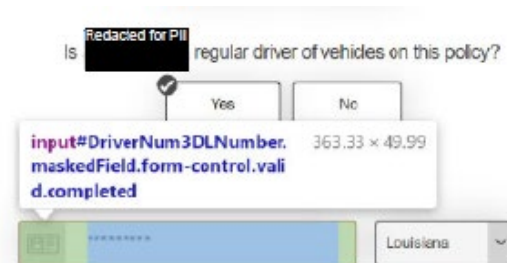 Redacted for PII
Is regular driver of vehicles on this policy?
Yes No
input#DriverNum3DLNumber. 363.33 × 49.99
maskedField.form-control.vali
d.completed
********* Louisiana